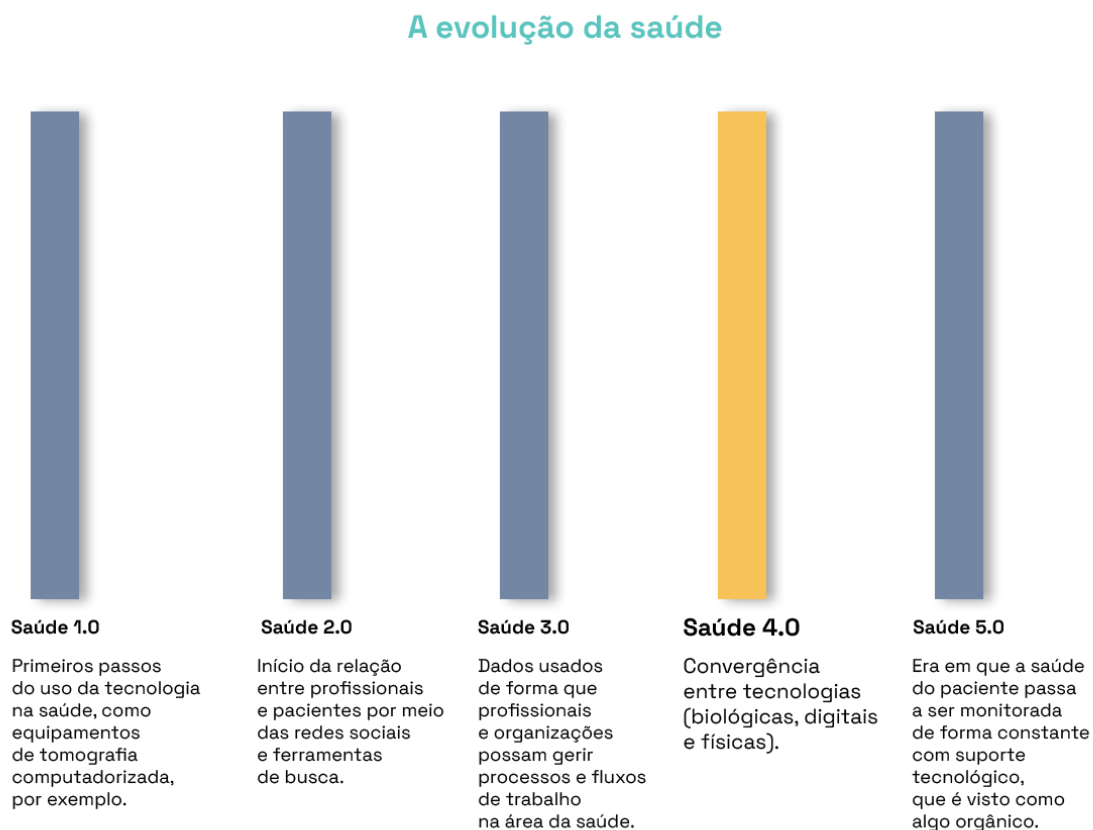 A evolução da saúde
Saúde 1.0
Primeiros passos
do uso da tecnologia
na saúde, como
equipamentos
de tomografia
computadorizada,
por exemplo.
Saúde 2.0
Início da relação
entre profissionais
e pacientes por meio
das redes sociais
e ferramentas
de busca.
Saúde 3.0
Dados usados
de forma que
profissionais
e organizações
possam gerir
processos e fluxos
de trabalho
na área da saúde.
Saúde 4.0
Convergência
entre tecnologias
(biológicas, digitais
e físicas).
Saúde 5.0
Era em que a saúde
do paciente passa
a ser monitorada
de forma constante
com suporte
tecnológico,
que é visto como
algo orgânico.